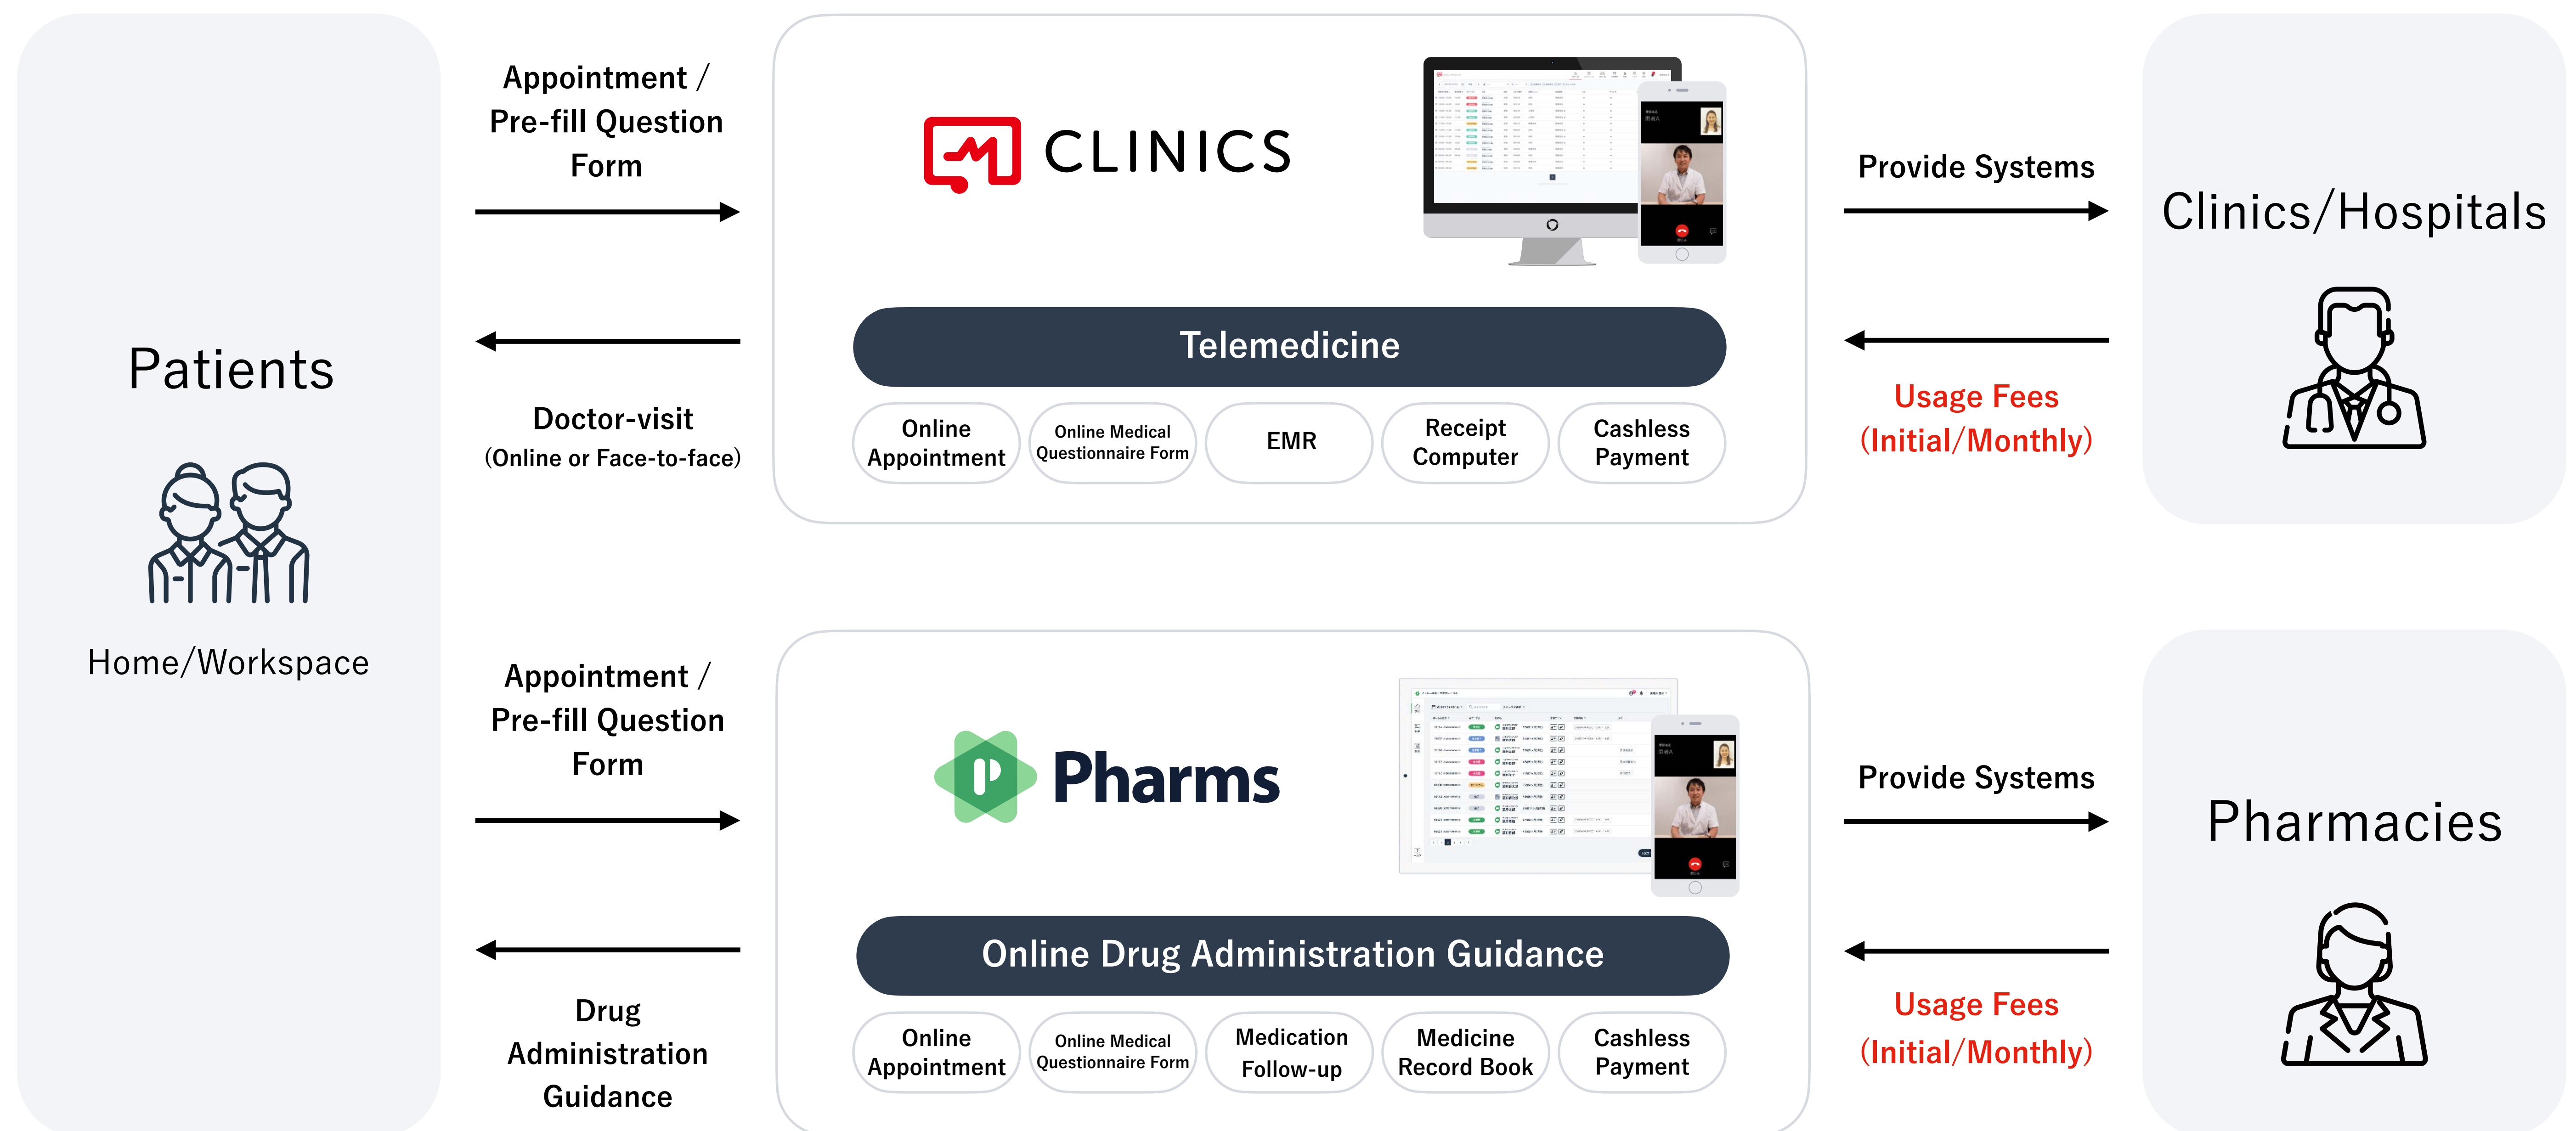 Patients
Home/Workspace
Appointment /
Pre-fill Question
Form
Doctor-visit
(Online or Face-to-face)
CLINICS
Telemedicine
Online
Appointment
Online Medical
Questionnaire Form
EMR
Receipt
Computer
Cashless
Payment
Provide Systems
Usage Fees
(Initial/Monthly)
Clinics/Hospitals
Appointment /
Pre-fill Question
Form
Drug
Administration
Guidance
Pharms
Online Drug Administration Guidance
Online
Appointment
Online Medical
Questionnaire Form
Medication
Follow-up
Medicine
Record Book
Cashless
Payment
Provide Systems
Usage Fees
(Initial/Monthly)
Pharmacies